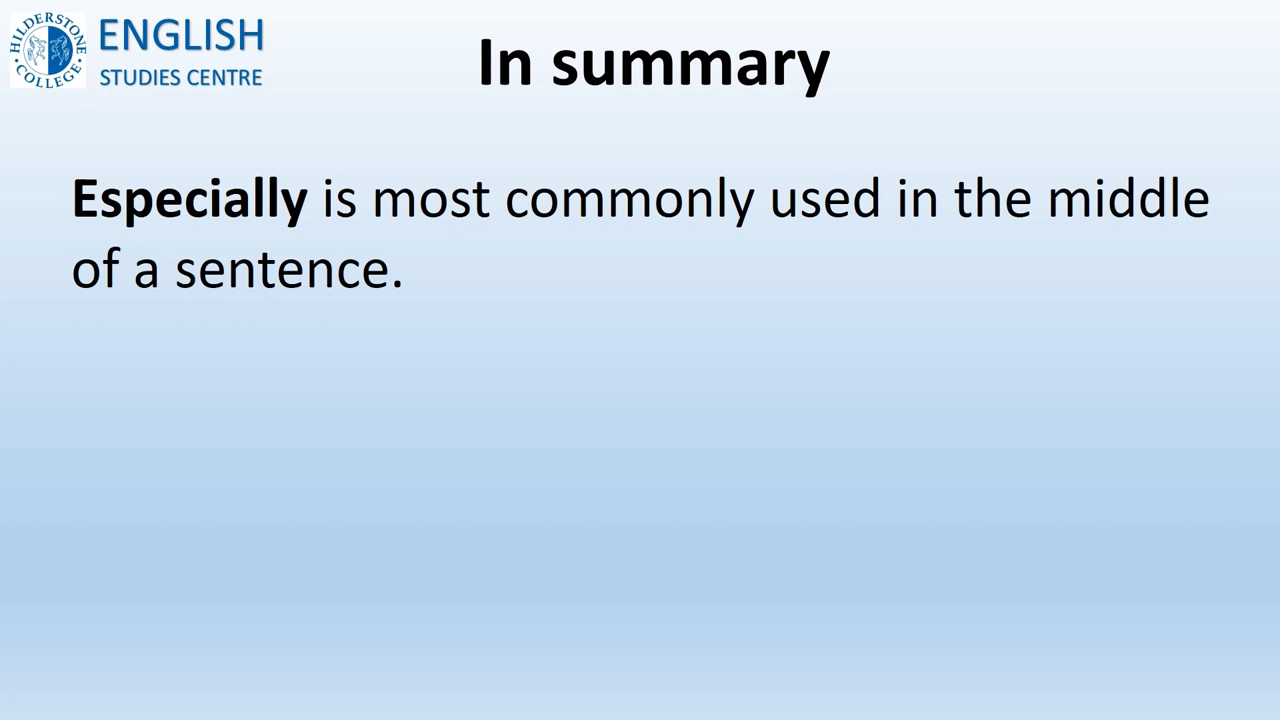 HILDERSTONE
COLLEGE
ENGLISH
STUDIES CENTRE
In summary
Especially is most commonly used in the middle
of a sentence.